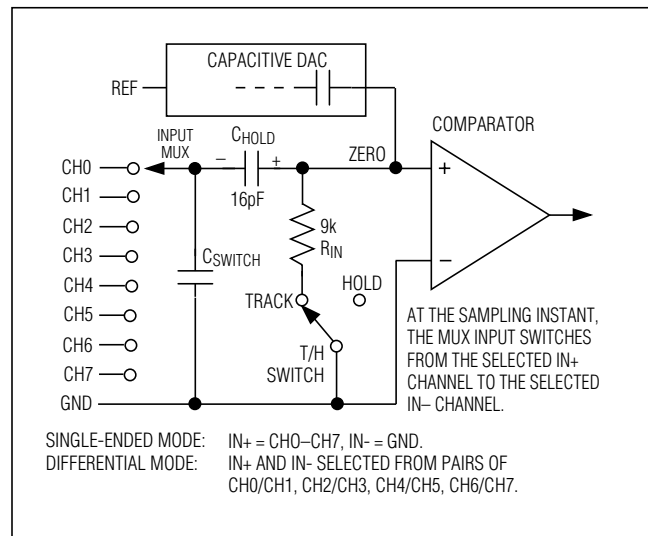 CAPACITIVE DAC
REF
COMPARATOR
INPUT
MUX
CHOLD
ZERO
– +
16pF
CH0
CH1
CH2
CH3
CH4
CH5
CH6
CH7
GND
CSWITCH
9k
RIN
TRACK
HOLD
T/H
SWITCH
+
–
AT THE SAMPLING INSTANT,
THE MUX INPUT SWITCHES
FROM THE SELECTED IN+
CHANNEL TO THE SELECTED
IN– CHANNEL.
SINGLE-ENDED MODE: IN+ = CHO–CH7, IN- = GND.
DIFFERENTIAL MODE: IN+ AND IN- SELECTED FROM PAIRS OF
CH0/CH1, CH2/CH3, CH4/CH5, CH6/CH7.